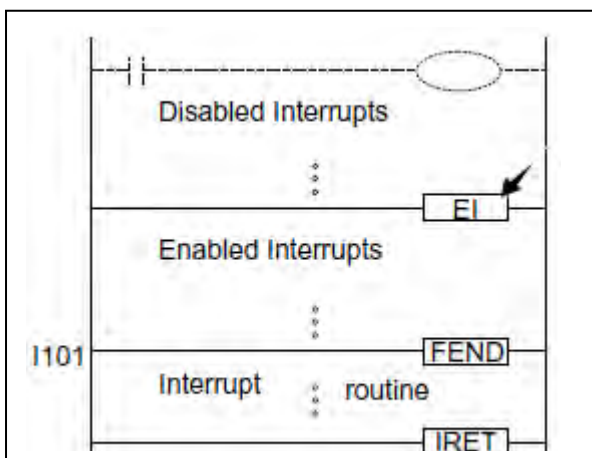 Disabled Interrupts
EI
Enabled Interrupts
FEND
I101
Interrupt routine
IRET